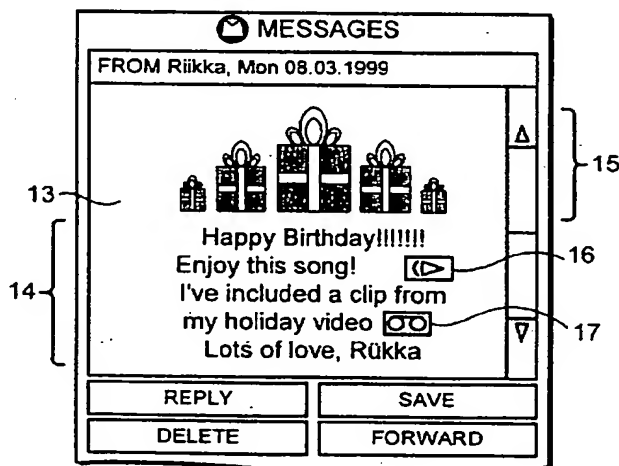 MESSAGES
FROM Riikka, Mon 08.03.1999
15
13
Happy Birthday!!!!!!!
Enjoy this song!
16
14
I've included a clip from
my holiday video
17
Lots of love, Rükka
REPLY SAVE
DELETE FORWARD